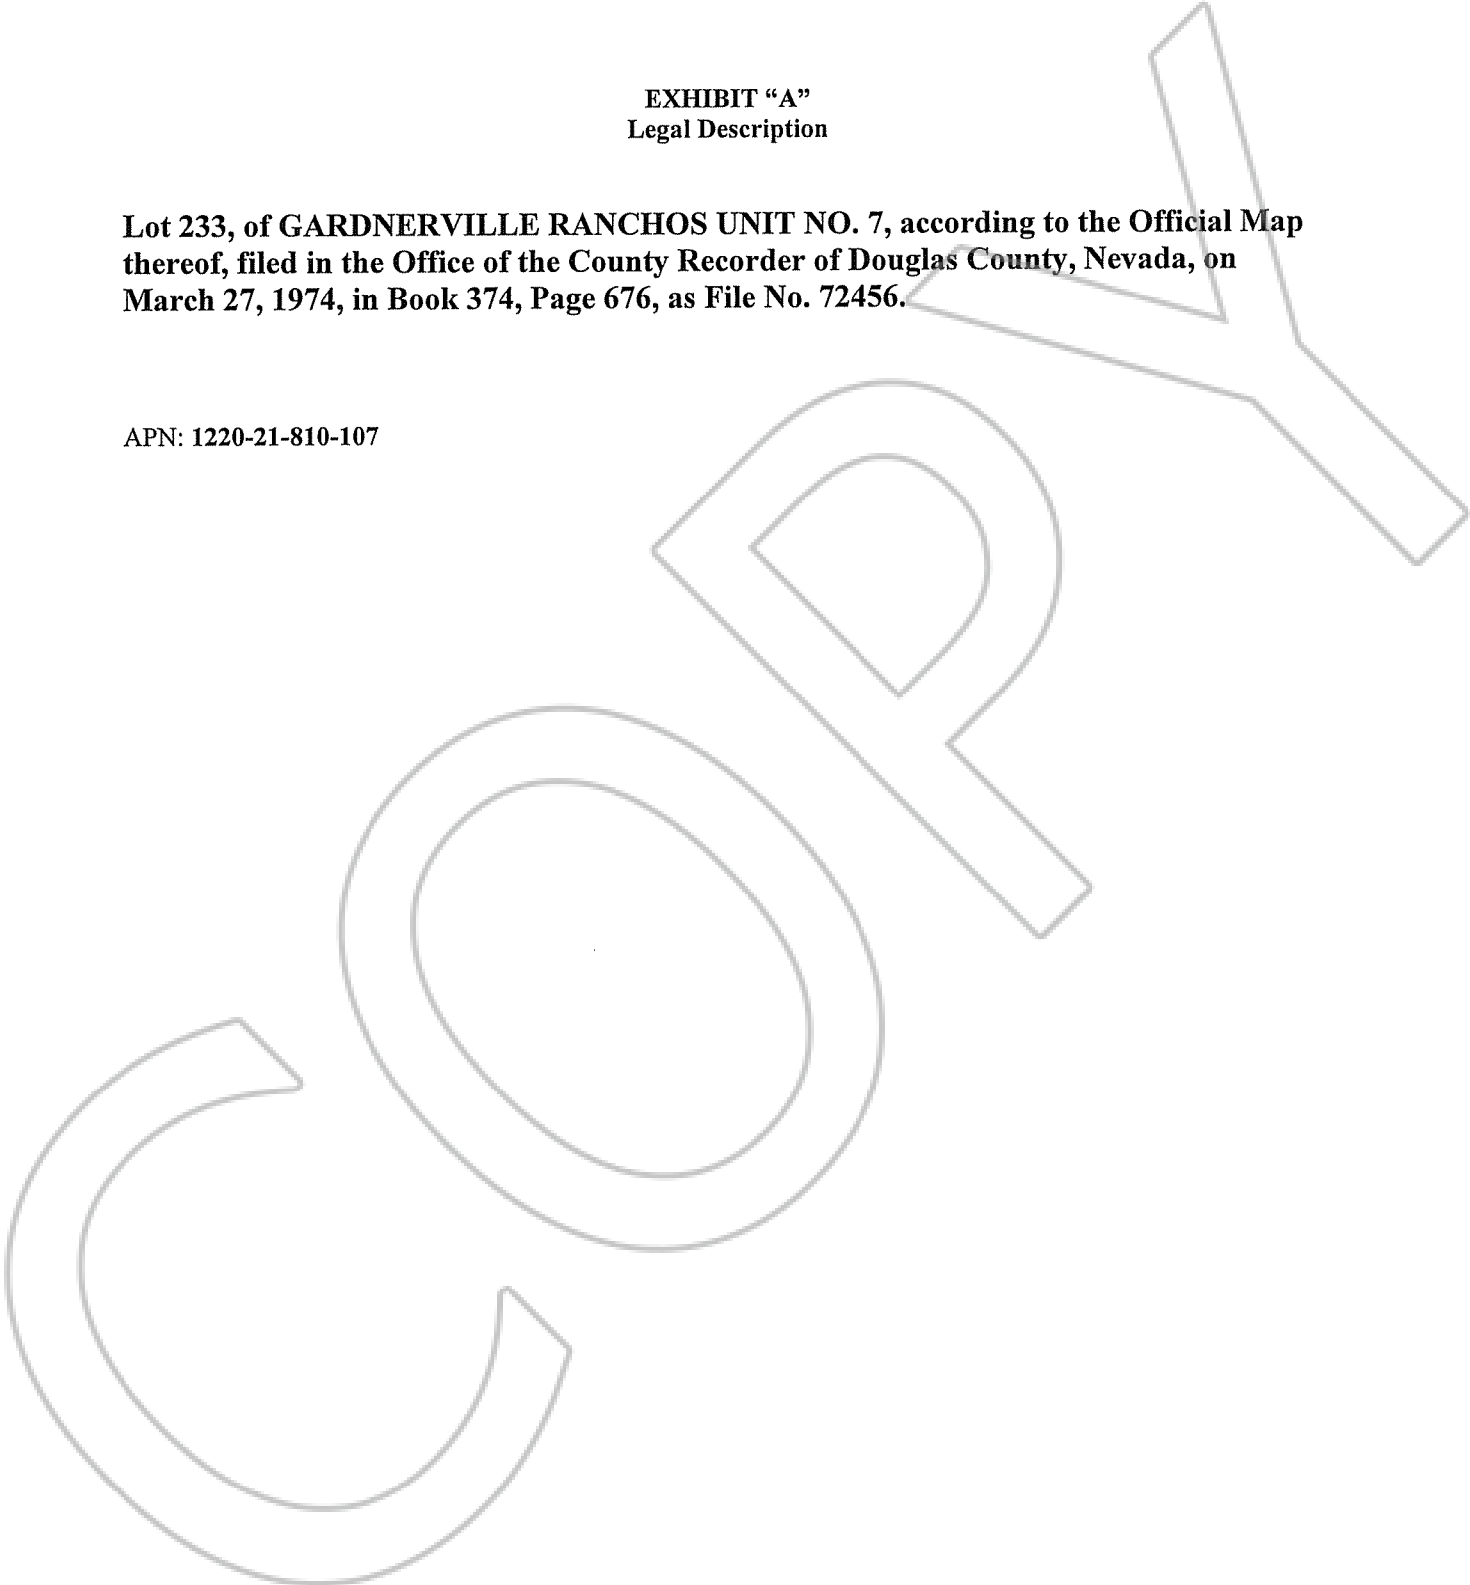 EXHIBIT “A”
Legal Description
Lot 233, of GARDNERVILLE RANCHOS UNIT NO. 7, according to the Official Map
thereof, filed in the Office of the County Recorder of Douglas County, Nevada, on
March 27, 1974, in Book 374, Page 676, as File No. 72456.
APN: 1220-21-810-107
COPY